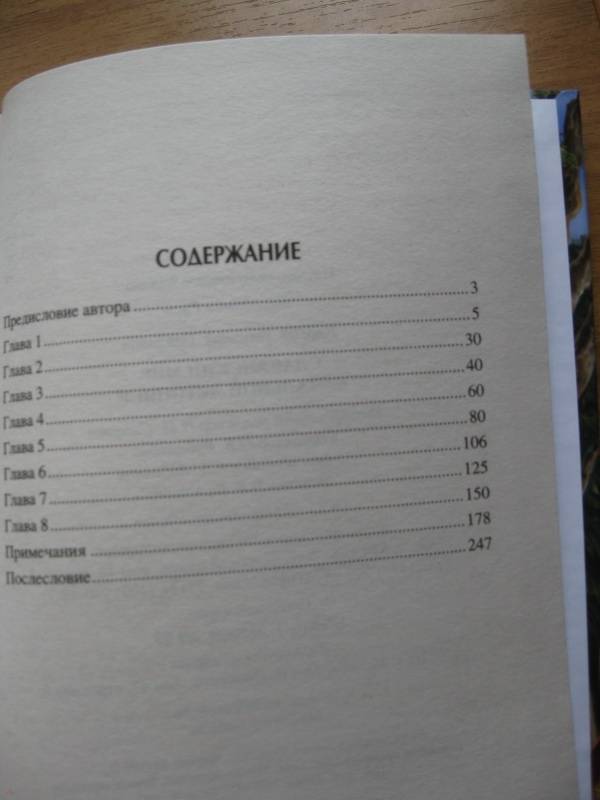 СОДЕРЖАНИЕ
Предисловие автора 3
Глава 1 5
Глава 2 30
Глава 3 40
Глава 4 60
Глава 5 80
Глава 6 106
Глава 7 125
Глава 8 150
Примечания 178
Послесловие 247